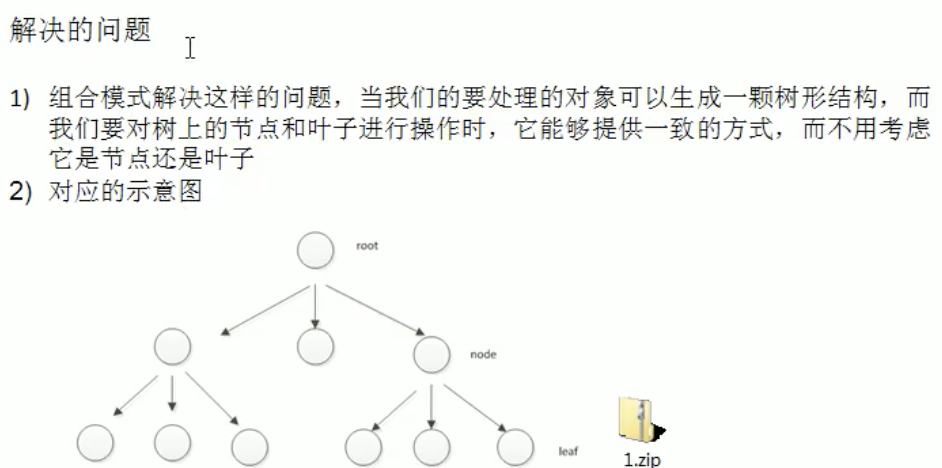 解决的问题
1) 组合模式解决这样的问题，当我们的要处理的对象可以生成一颗树形结构，而
我们要对树上的节点和叶子进行操作时，它能够提供一致的方式，而不用考虑
它是节点还是叶子
2) 对应的示意图
root
node
leaf
1.zip